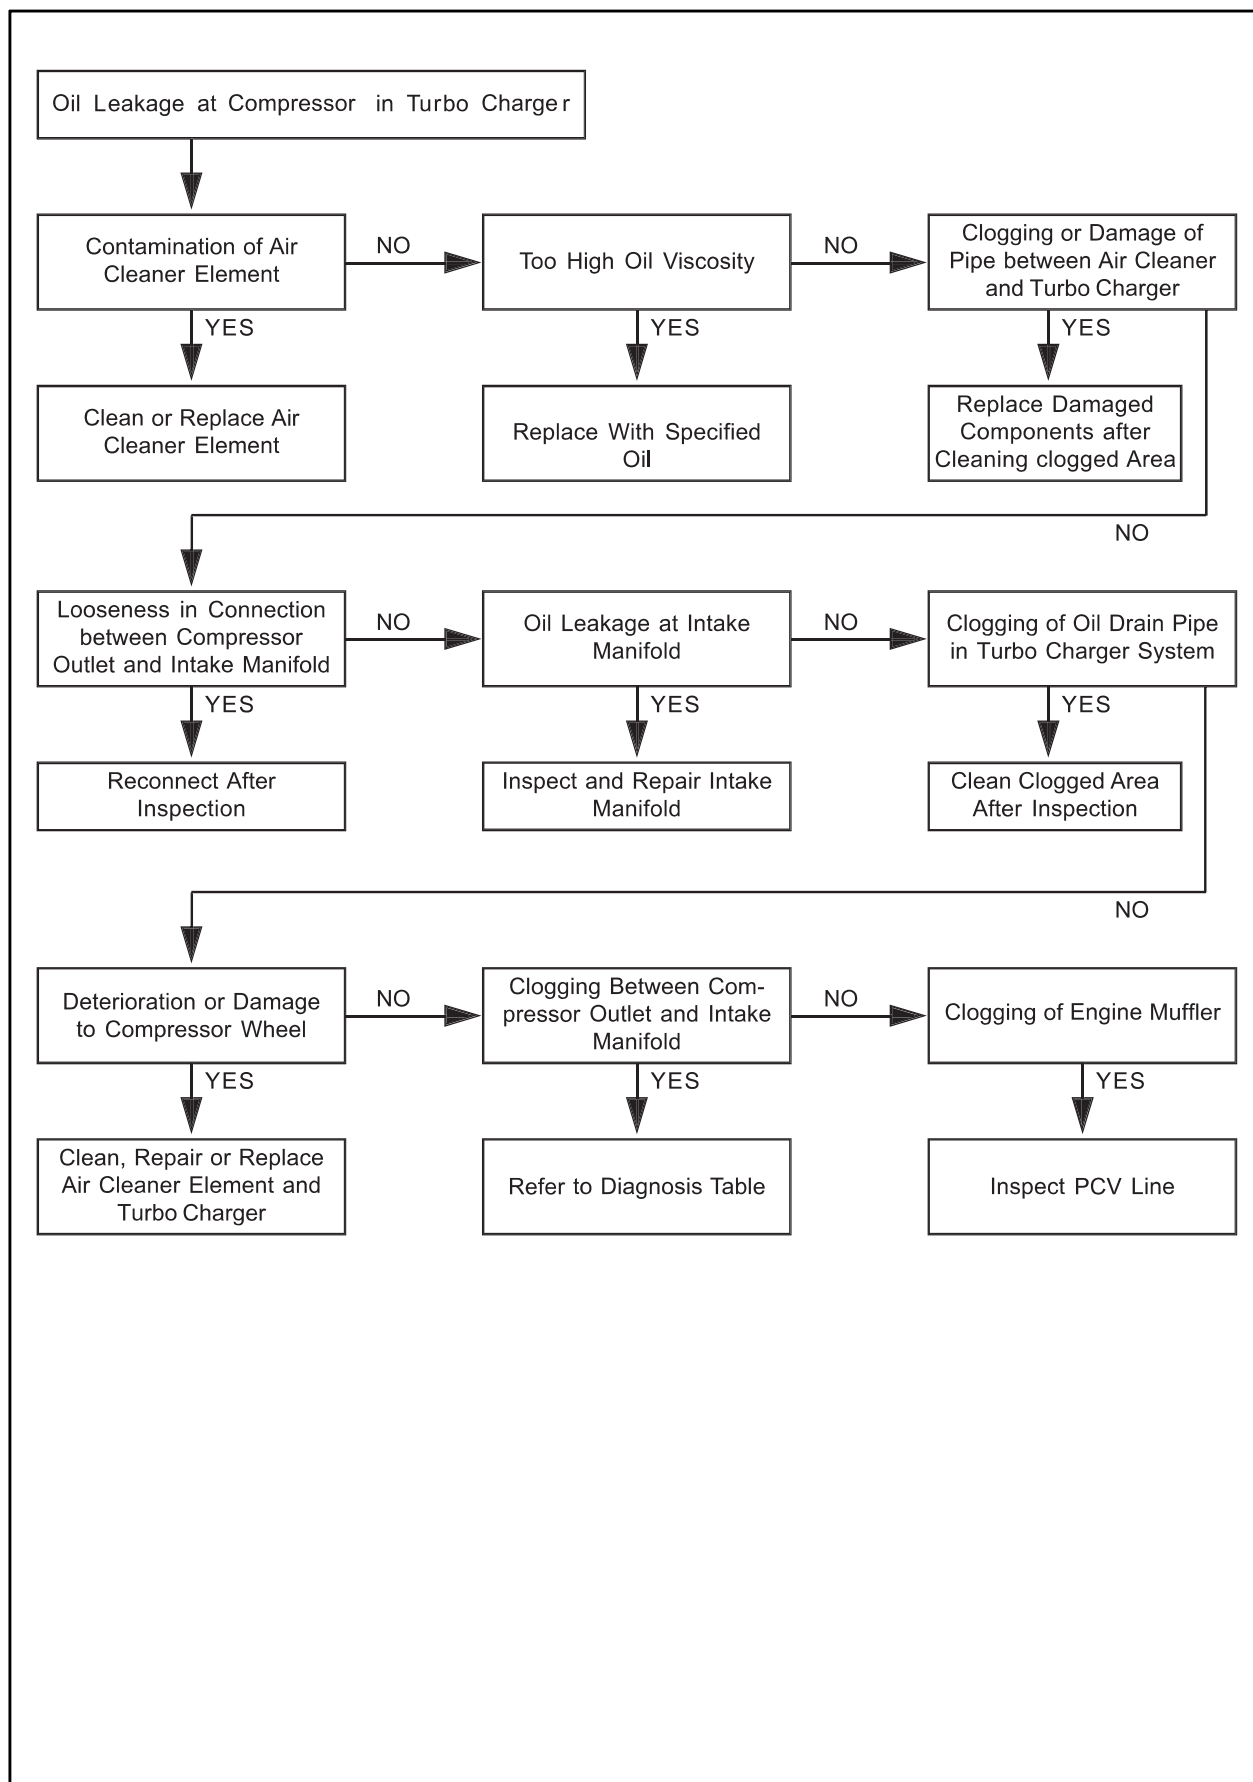 Oil Leakage at Compressor in Turbo Charger
Contamination of Air
Cleaner Element
NO
Too High Oil Viscosity
NO
Clogging or Damage of
Pipe between Air Cleaner
and Turbo Charger
YES
YES
YES
Clean or Replace Air
Cleaner Element
Replace With Specified
Oil
Replace Damaged
Components after
Cleaning clogged Area
NO
Looseness in Connection
between Compressor
Outlet and Intake Manifold
NO
Oil Leakage at Intake
Manifold
NO
Clogging of Oil Drain Pipe
in Turbo Charger System
YES
YES
YES
Reconnect After
Inspection
Inspect and Repair Intake
Manifold
Clean Clogged Area
After Inspection
NO
Deterioration or Damage
to Compressor Wheel
NO
Clogging Between Com-
pressor Outlet and Intake
Manifold
NO
Clogging of Engine Muffler
YES
YES
YES
Clean, Repair or Replace
Air Cleaner Element and
Turbo Charger
Refer to Diagnosis Table
Inspect PCV Line